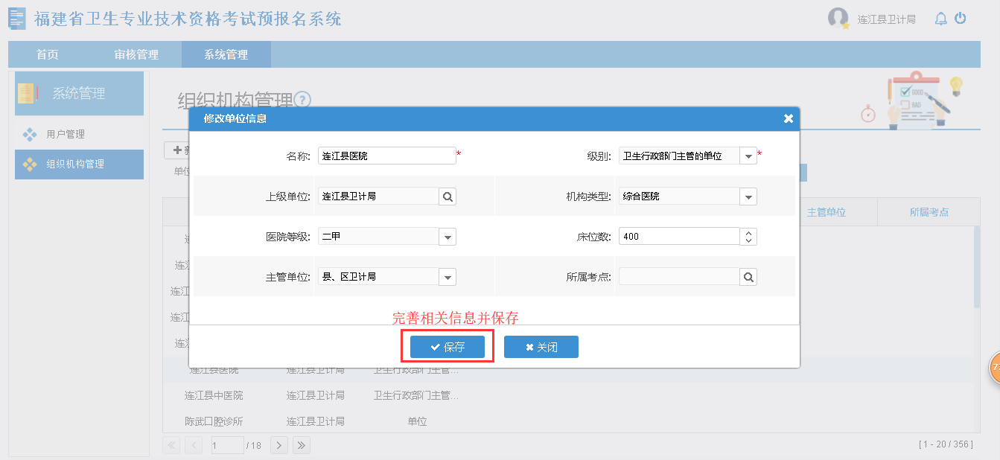 福建省卫生专业技术资格考试预报名系统
连江县卫计局
首页 审核管理 系统管理
系统管理
用户管理
组织机构管理
组织机构管理
修改单位信息
名称: 连江县医院 * 级别: 卫生行政部门主管的单位 *
上级单位: 连江县卫计局 机构类型: 综合医院
医院等级: 二甲 床位数: 400
主管单位: 县、区卫计局 所属考点:
完善相关信息并保存
保存 关闭
单位
主管单位 所属考点
GOOD
BAD
连江
连江
连江
连江县医院 连江县卫计局 卫生行政部门主管...
连江县中医院 连江县卫计局 卫生行政部门主管...
陈武口腔诊所 连江县卫计局 单位
1 / 18 [ 1 - 20 / 356 ]